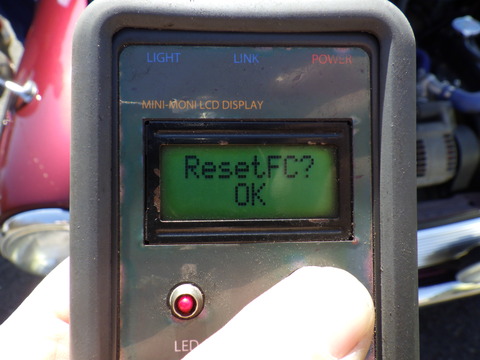 LIGHT LINK POWER
MINI-MONI LCD DISPLAY
ResetFC?
OK
LED